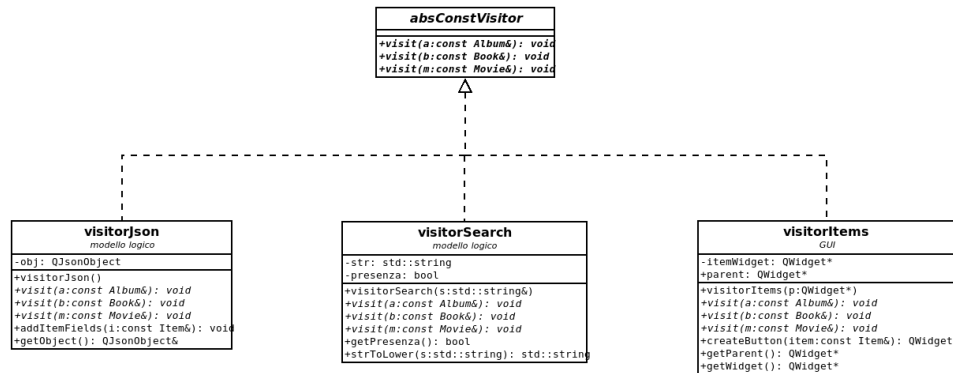 absConstVisitor
+visit(a:const Album&): void
+visit(b:const Book&): void
+visit(m:const Movie&): void
visitorJson
modello logico
-obj: QJsonObject
+visitorJson()
+visit(a:const Album&): void
+visit(b:const Book&): void
+visit(m:const Movie&): void
+addItemFields(i:const Item&): void
+getObject(): QJsonObject&
visitorSearch
modello logico
-str: std::string
-presenza: bool
+visitorSearch(s:std::string&)
+visit(a:const Album&): void
+visit(b:const Book&): void
+visit(m:const Movie&): void
+getPresenza(): bool
+strToLower(s:std::string): std::string
visitorItems
GUI
-itemWidget: QWidget*
+parent: QWidget*
+visitorItems(p:QWidget*)
+visit(a:const Album&): void
+visit(b:const Book&): void
+visit(m:const Movie&): void
+createButton(item:const Item&): QWidget
+getParent(): QWidget*
+getWidget(): QWidget*